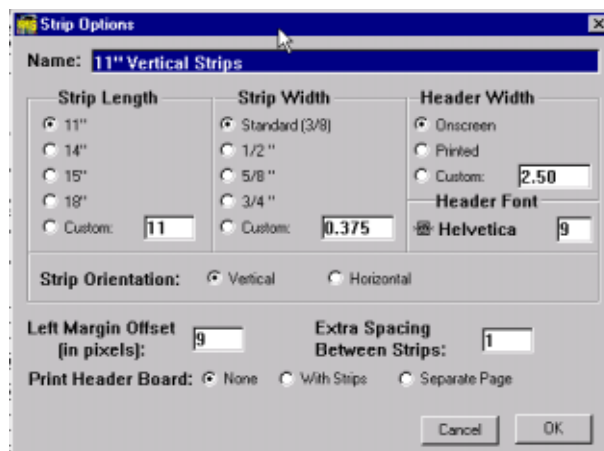 Strip Options
Name: 11" Vertical Strips
Strip Length
11"
14"
15"
18"
Custom: 11
Strip Width
Standard (3/8)
1/2 "
5/8 "
3/4 "
Custom: 0.375
Header Width
Onscreen
Printed
Custom: 2.50
Header Font
Helvetica 9
Strip Orientation: Vertical Horizontal
Left Margin Offset
(in pixels): 9
Extra Spacing
Between Strips: 1
Print Header Board: None With Strips Separate Page
Cancel OK